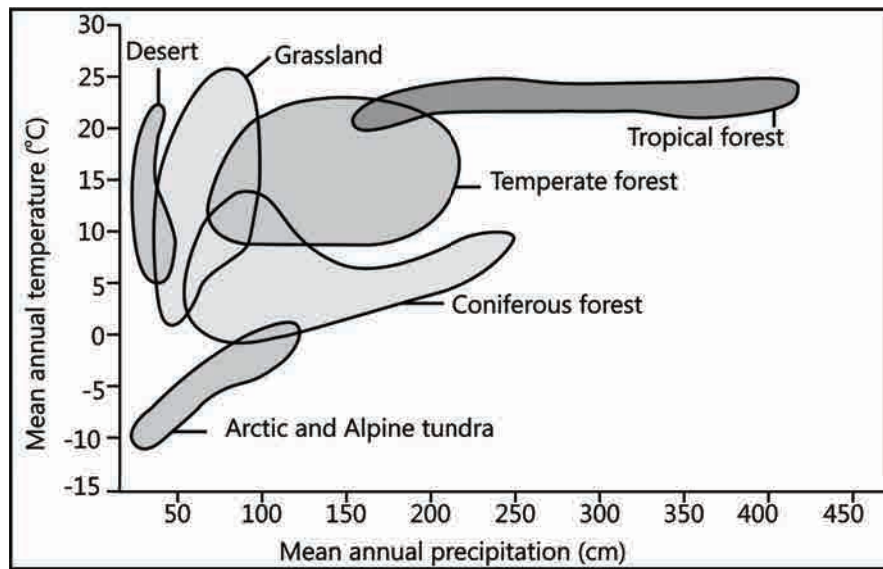 Mean annual temperature (°C)
30
25
20
15
10
5
0
-5
-10
-15
Desert
Grassland
Tropical forest
Temperate forest
Coniferous forest
Arctic and Alpine tundra
50 100 150 200 250 300 350 400 450
Mean annual precipitation (cm)